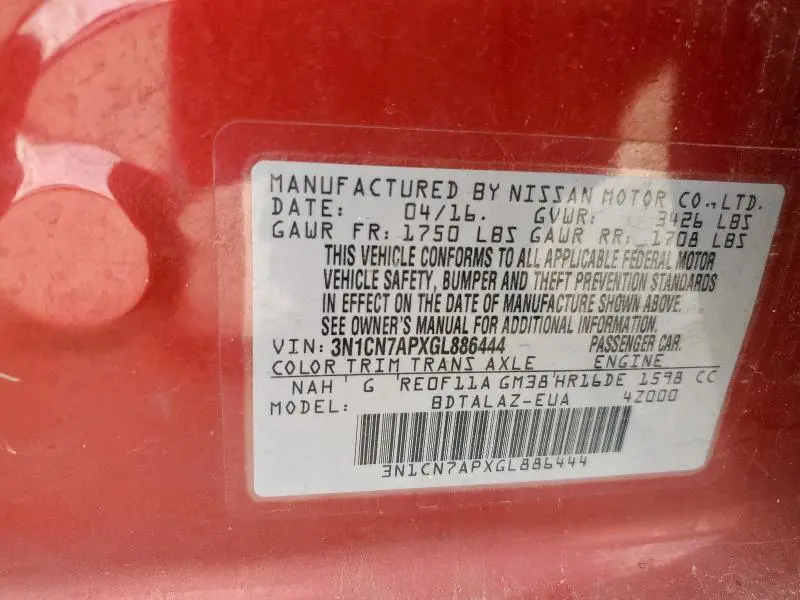 MANUFACTURED BY NISSAN MOTOR CO.,LTD.
DATE: 04/16. GVWR: 3426 LBS
GAWR FR: 1750 LBS GAWR RR: 1708 LBS
THIS VEHICLE CONFORMS TO ALL APPLICABLE FEDERAL MOTOR
VEHICLE SAFETY, BUMPER AND THEFT PREVENTION STANDARDS
IN EFFECT ON THE DATE OF MANUFACTURE SHOWN ABOVE.
SEE OWNER'S MANUAL FOR ADDITIONAL INFORMATION.
VIN: 3N1CN7APXGL886444 PASSENGER CAR.
COLOR TRIM TRANS AXLE ENGINE
NAH ' G ' RE0F11A GM38'HR16DE 1598 CC
MODEL: BDTALAZ-EUA 4Z000
3N1CN7APXGL886444